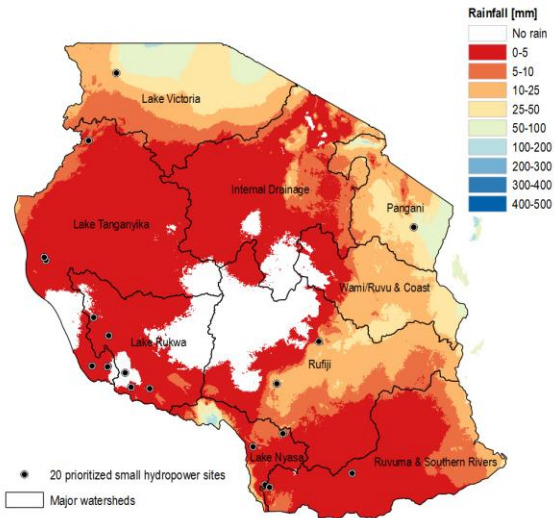 Rainfall [mm]
No rain
0-5
5-10
10-25
25-50
50-100
100-200
200-300
300-400
400-500
Lake Victoria
Internal Drainage
Lake Tanganyika
Pangani
Wami/Ruvu & Coast
Lake Rukwa
Rufiji
Lake Nyasa
Ruvuma & Southern Rivers
20 prioritized small hydropower sites
Major watersheds